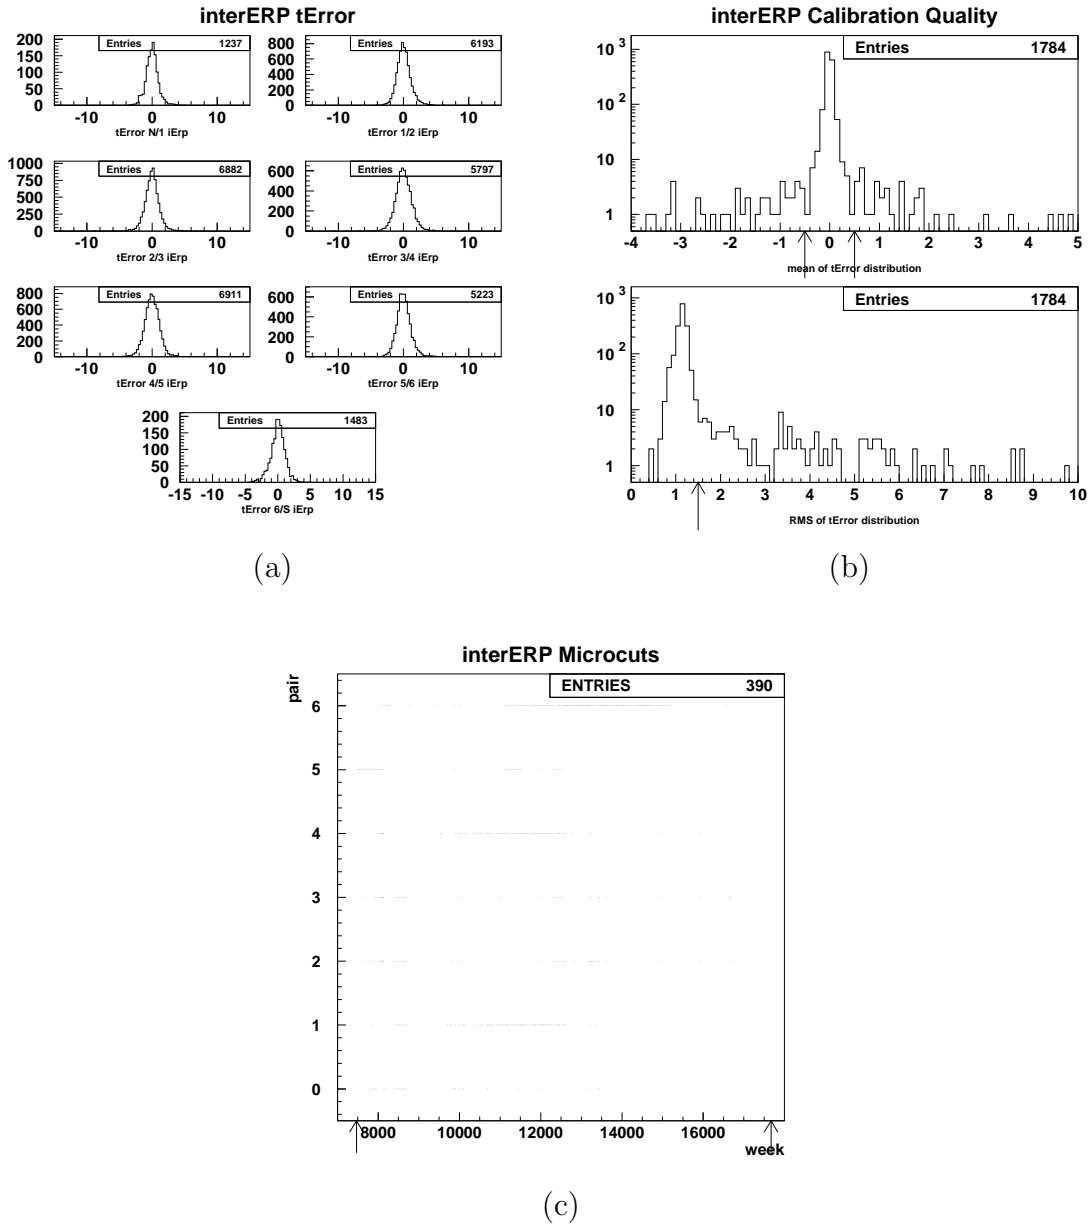 interERP tError
interERP Calibration Quality
Entries 1237
200
150
100
50
0
-10 0 10
tError N/1 iErp
Entries 6193
800
600
400
200
0
-10 0 10
tError 1/2 iErp
Entries 6882
1000
750
500
250
0
-10 0 10
tError 2/3 iErp
Entries 5797
600
400
200
0
-10 0 10
tError 3/4 iErp
Entries 6911
800
600
400
200
0
-10 0 10
tError 4/5 iErp
Entries 5223
600
400
200
0
-10 0 10
tError 5/6 iErp
Entries 1483
200
150
100
50
0
-15 -10 -5 0 5 10 15
tError 6/S iErp
(a)
Entries 1784
10 3
10 2
10
1
-4 -3 -2 -1 0 1 2 3 4 5
mean of tError distribution
Entries 1784
10 3
10 2
10
1
0 1 2 3 4 5 6 7 8 9 10
RMS of tError distribution
(b)
interERP Microcuts
ENTRIES 390
pair
6
5
4
3
2
1
0
8000 10000 12000 14000 16000
week
(c)